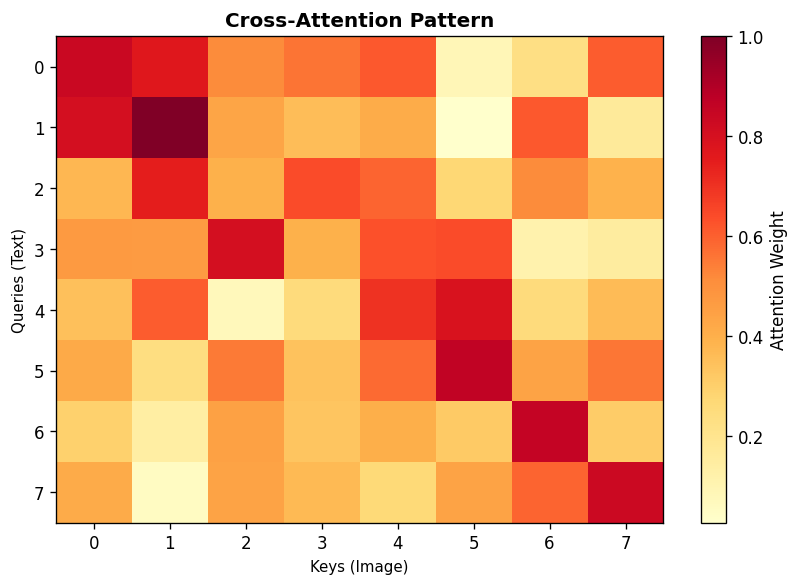 Cross-Attention Pattern
Queries (Text)
0
1
2
3
4
5
6
7
0 1 2 3 4 5 6 7
Keys (Image)
1.0
0.8
0.6
0.4
0.2
Attention Weight